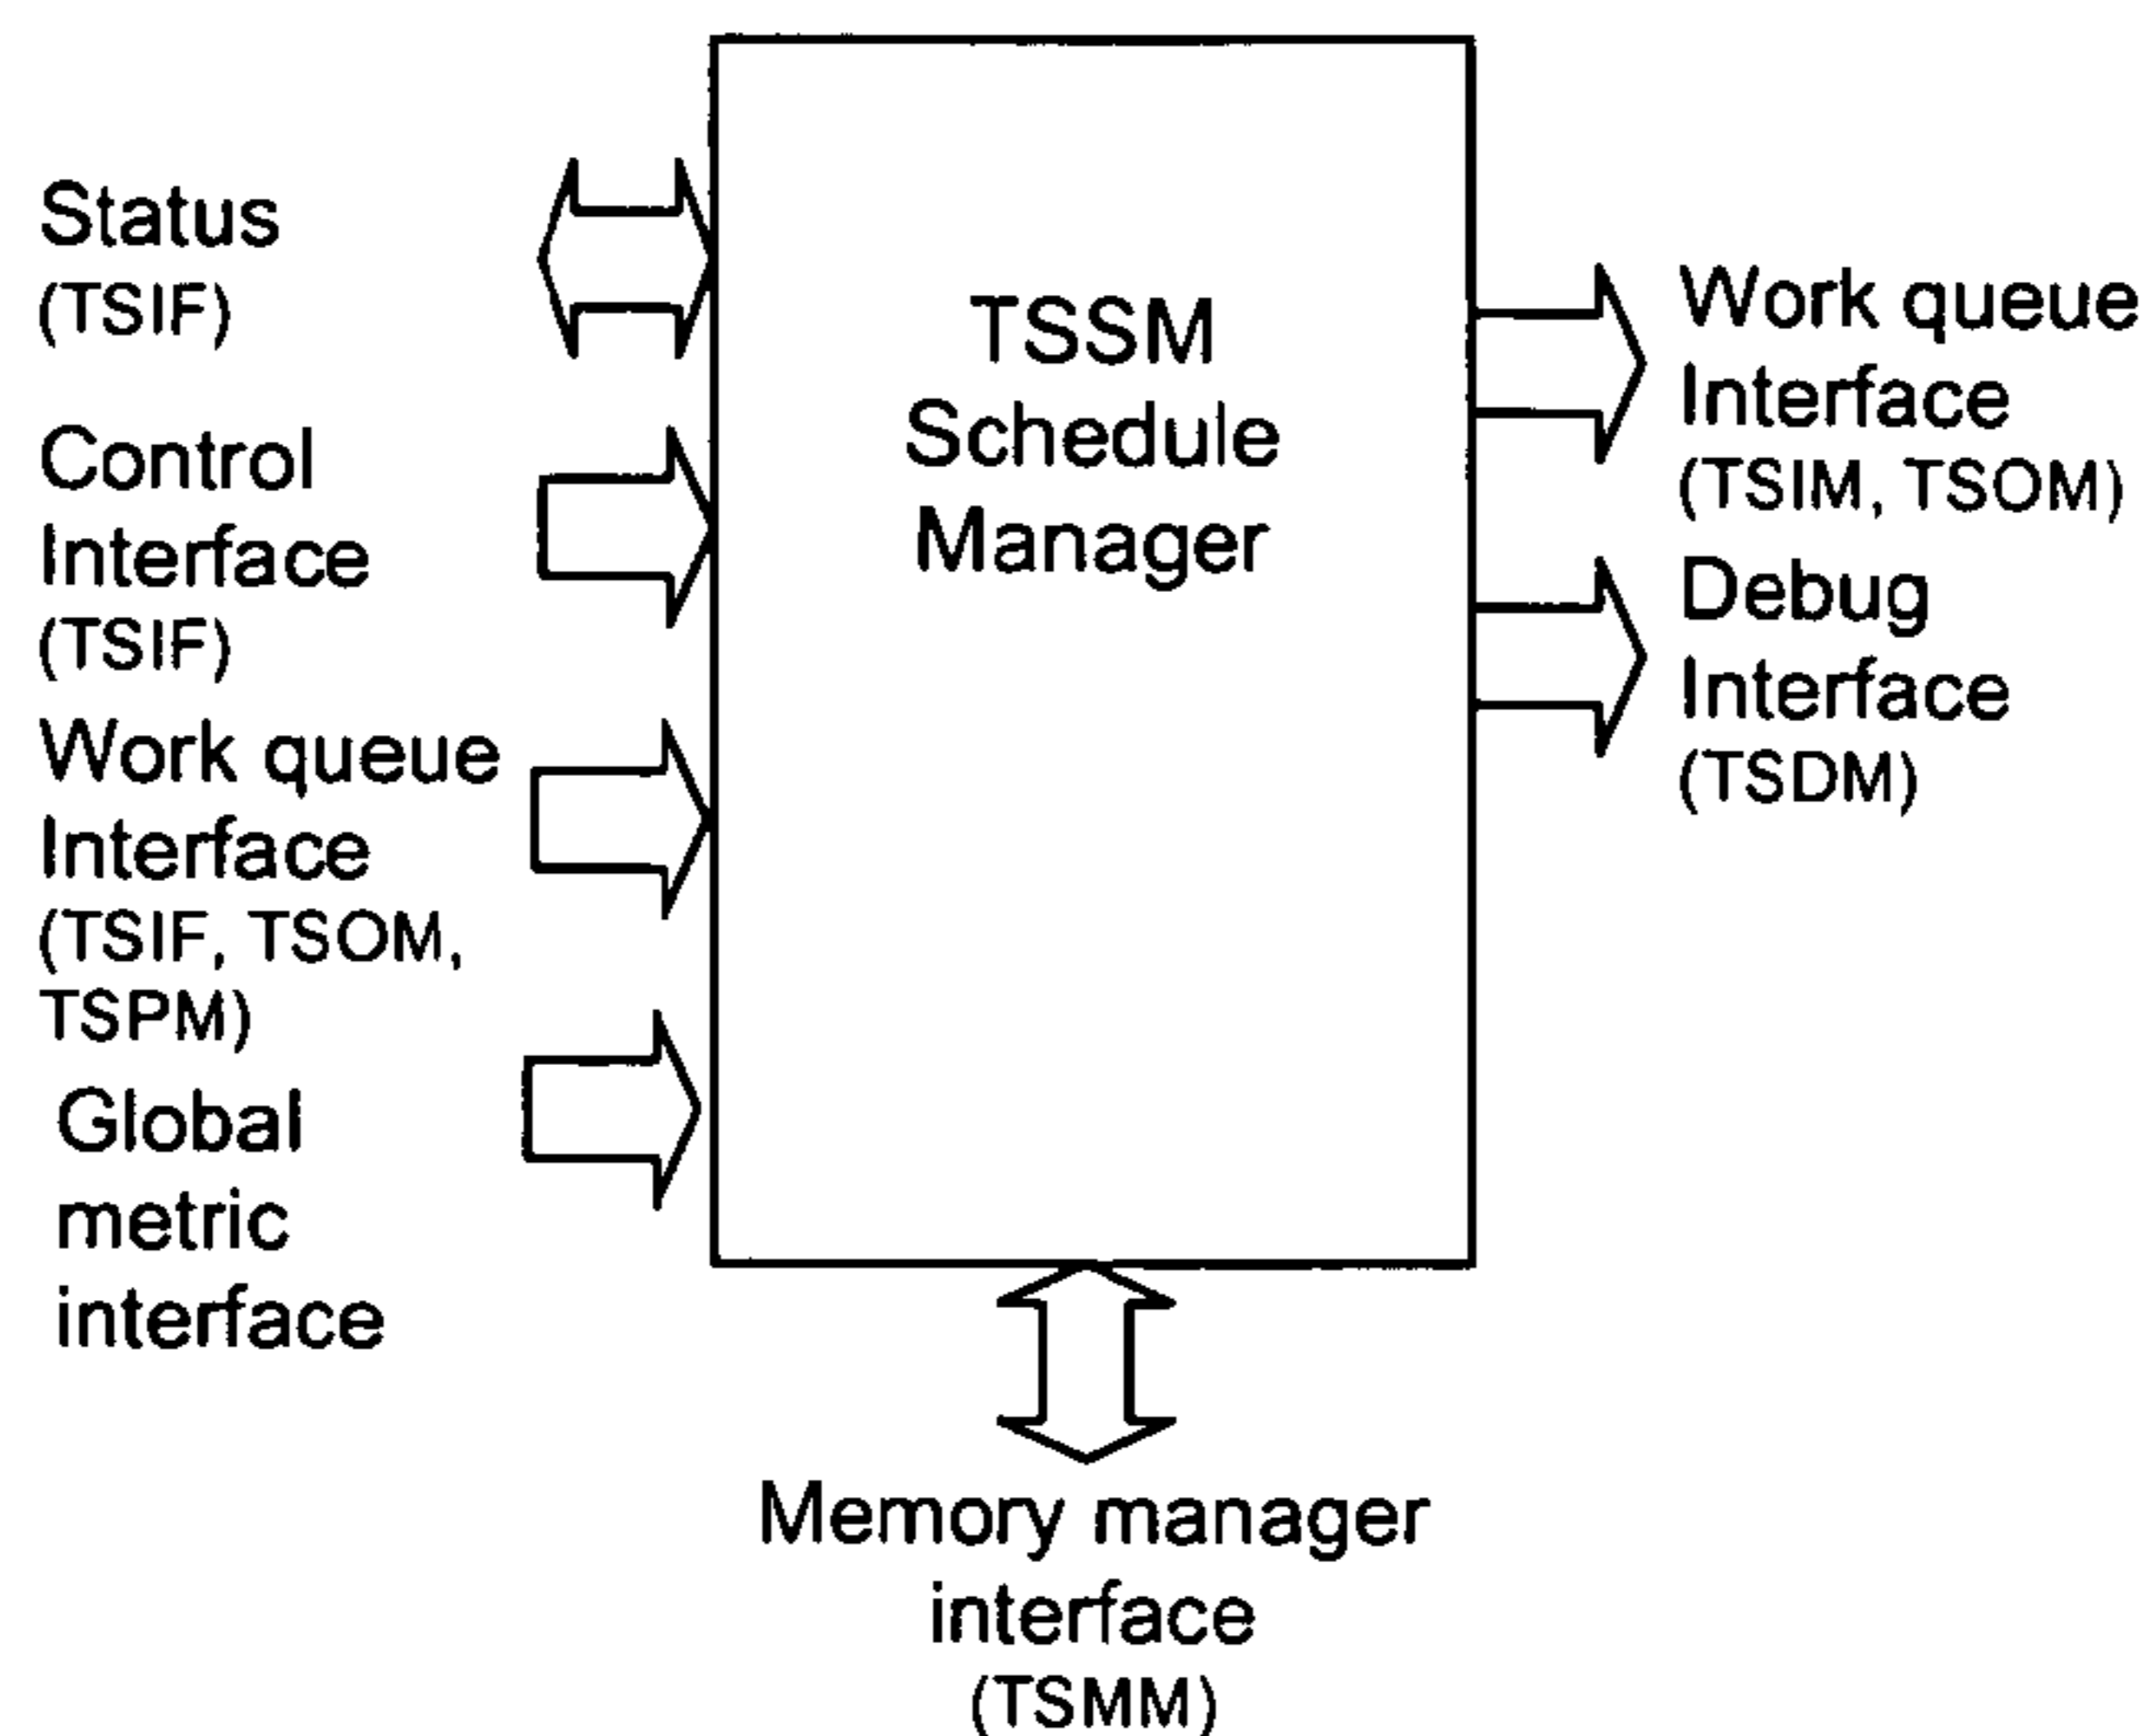 Status
(TSIF)
Control
Interface
(TSIF)
Work queue
Interface
(TSIF, TSOM,
TSPM)
Global
metric
interface
TSSM
Schedule
Manager
Work queue
Interface
(TSIM, TSOM)
Debug
Interface
(TSDM)
Memory manager
interface
(TSMM)